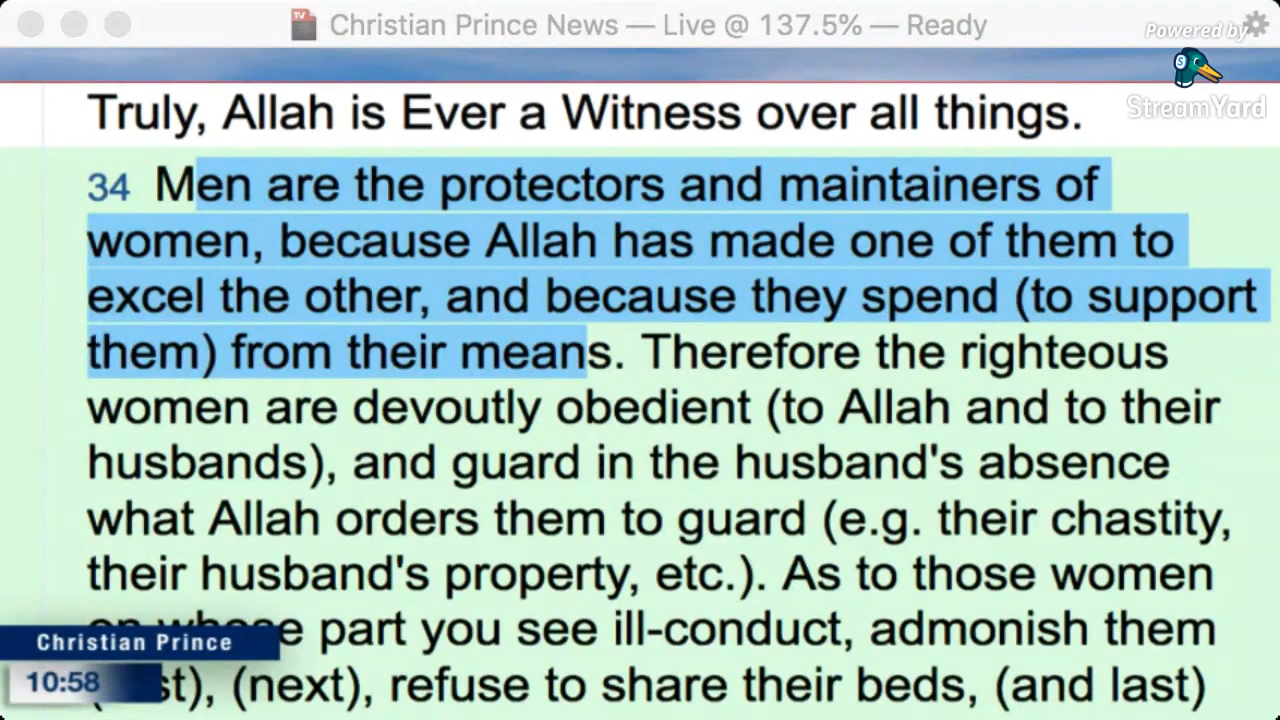 Christian Prince News — Live @ 137.5% — Ready
Powered by
StreamYard
Truly, Allah is Ever a Witness over all things.
34 Men are the protectors and maintainers of
women, because Allah has made one of them to
excel the other, and because they spend (to support
them) from their means. Therefore the righteous
women are devoutly obedient (to Allah and to their
husbands), and guard in the husband's absence
what Allah orders them to guard (e.g. their chastity,
their husband's property, etc.). As to those women
part you see ill-conduct, admonish them
(next), refuse to share their beds, (and last)
Christian Prince
10:58